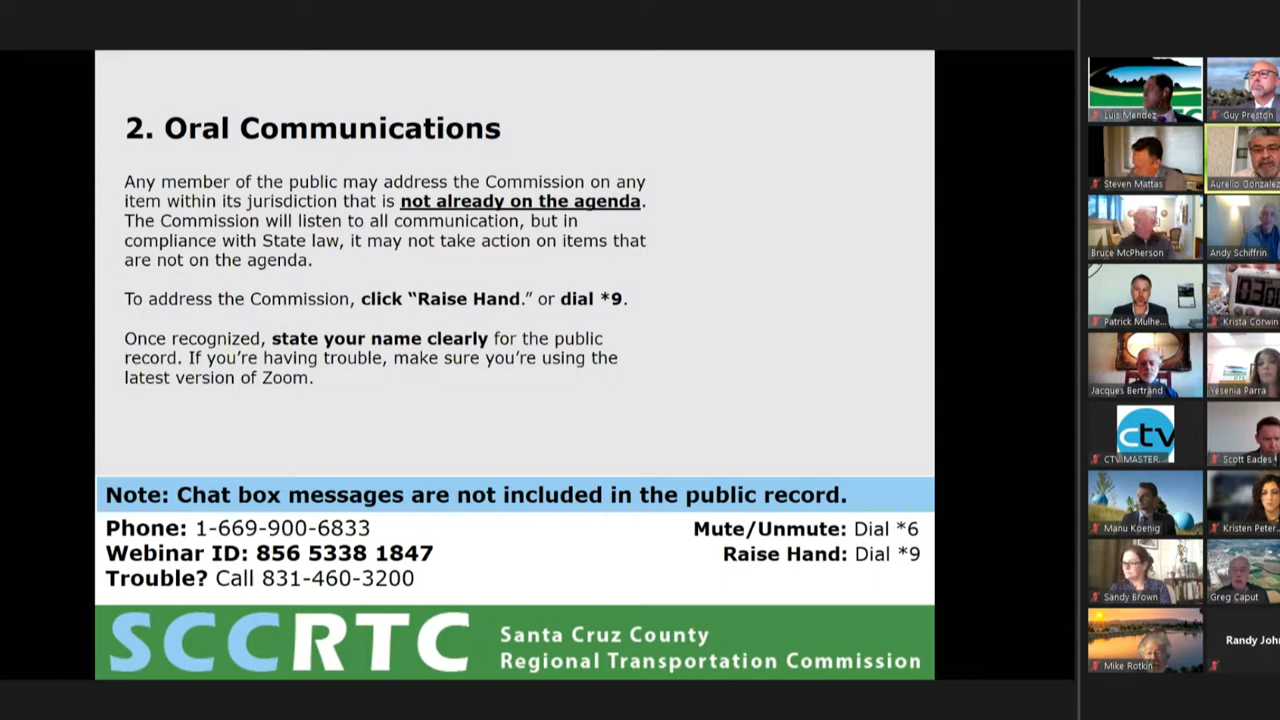 2. Oral Communications
Any member of the public may address the Commission on any
item within its jurisdiction that is not already on the agenda.
The Commission will listen to all communication, but in
compliance with State law, it may not take action on items that
are not on the agenda.
To address the Commission, click “Raise Hand.” or dial *9.
Once recognized, state your name clearly for the public
record. If you’re having trouble, make sure you’re using the
latest version of Zoom.
Note: Chat box messages are not included in the public record.
Phone: 1-669-900-6833
Webinar ID: 856 5338 1847
Trouble? Call 831-460-3200
Mute/Unmute: Dial *6
Raise Hand: Dial *9
SCCRTC
Santa Cruz County
Regional Transportation Commission
Luis Mendez
Guy Preston
Steven Mattas
Aurelio Gonzalez
Bruce McPherson
Andy Schiffrin
Patrick Mulhe...
Krista Corwin
3:00
Jacques Bertrand
Yesenia Parra
ctv
CTV MASTER...
Scott Eades
Manu Koenig
Kristen Peter...
Sandy Brown
Greg Caput
Mike Rotkin
Randy John